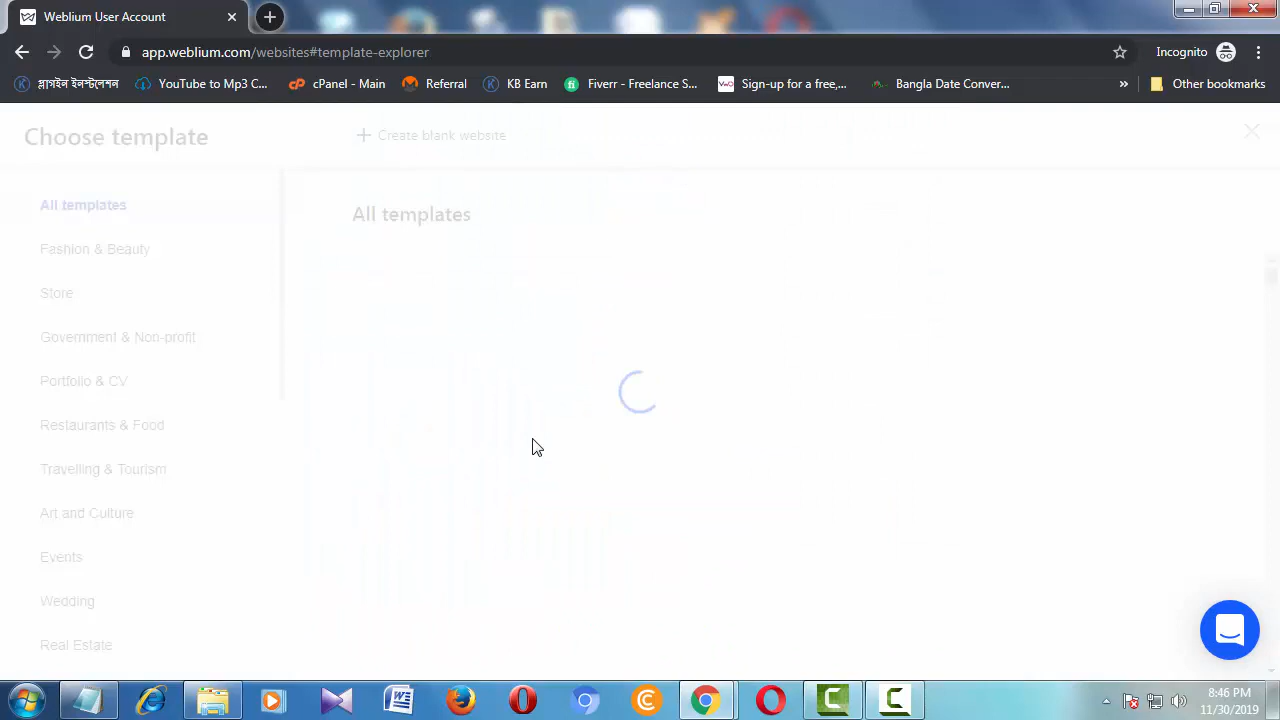 Weblium User Account
app.weblium.com/websites#template-explorer
Incognito
প্লাগইন ইন্সটলেশন
YouTube to Mp3 C...
cPanel - Main
Referral
KB Earn
Fiverr - Freelance S...
Sign-up for a free,...
Bangla Date Conver...
»
Other bookmarks
Choose template
+ Create blank website
All templates
All templates
Fashion & Beauty
Store
Government & Non-profit
Portfolio & CV
Restaurants & Food
Travelling & Tourism
Art and Culture
Events
Wedding
Real Estate
8:46 PM
11/30/2019